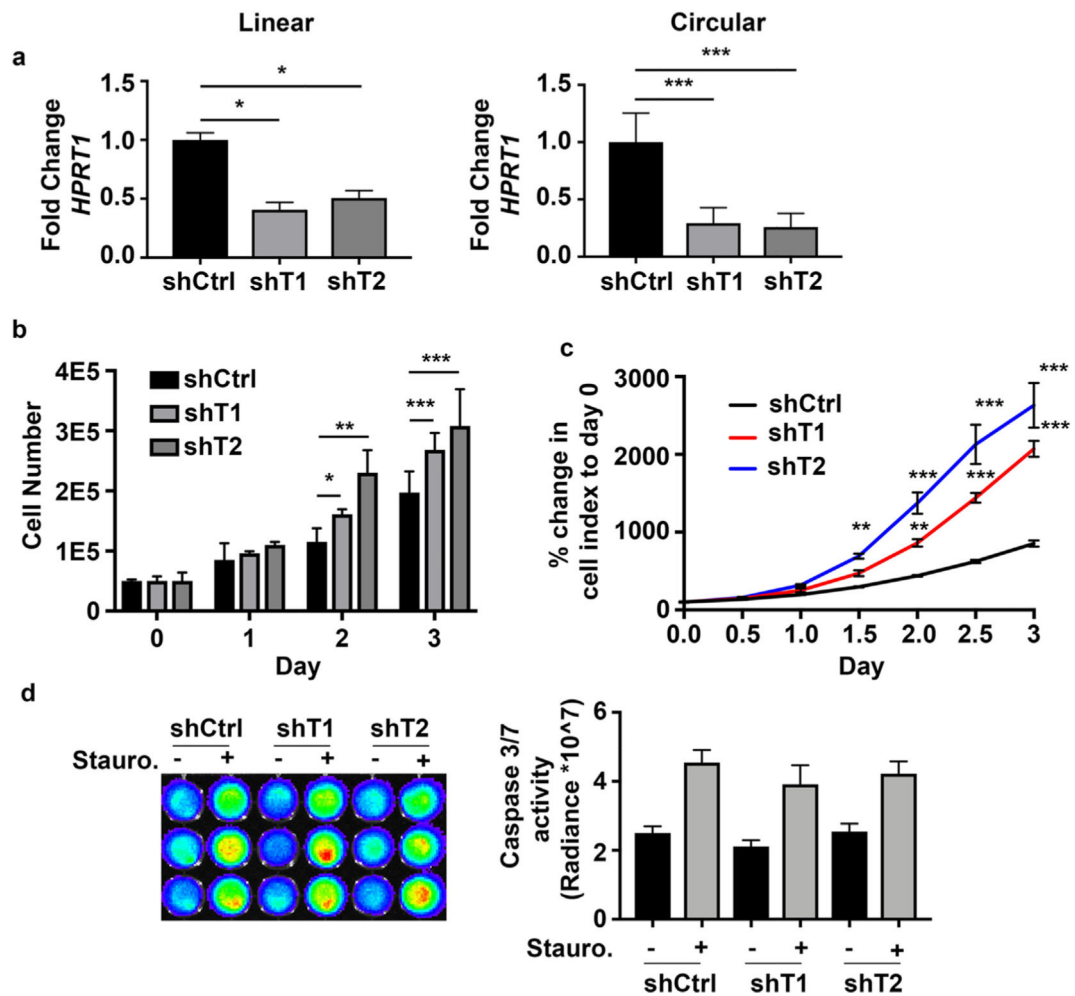 Linear
Circular
a
Fold Change
HPRT1
1.5
1.0
0.5
0.0
*
*
shCtrl shT1 shT2
Fold Change
HPRT1
1.5
1.0
0.5
0.0
***
***
shCtrl shT1 shT2
b
Cell Number
4E5
3E5
2E5
1E5
0
shCtrl
shT1
shT2
*
**
***
***
0 1 2 3
Day
c
% change in
cell index to day 0
3000
2000
1000
0
shCtrl
shT1
shT2
**
***
**
***
***
***
***
0.0 0.5 1.0 1.5 2.0 2.5 3
Day
d
shCtrl shT1 shT2
Stauro. - + - + - +
Caspase 3/7
activity
(Radiance *10^7)
6
4
2
0
Stauro. - + - + - +
shCtrl shT1 shT2